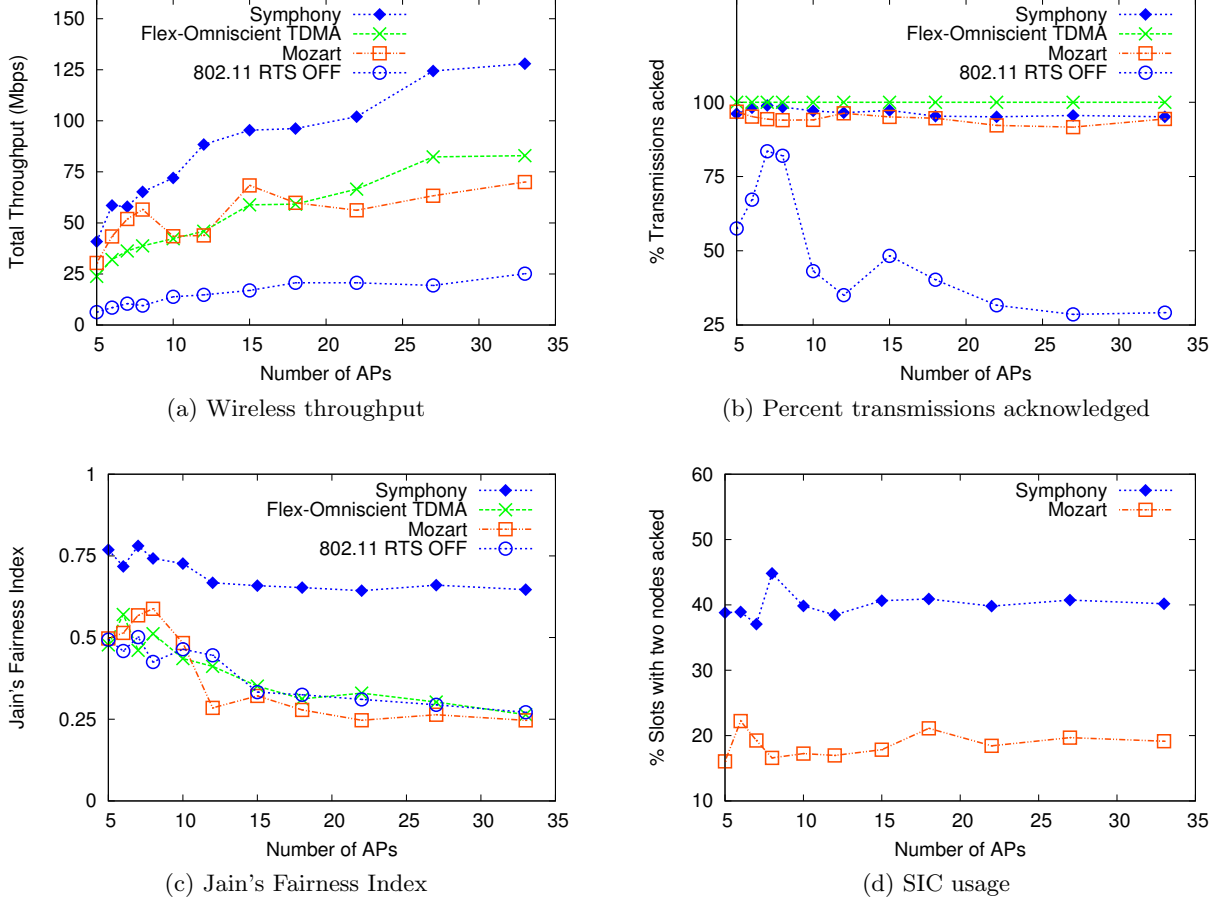 150
125
100
75
50
25
0
5 10 15 20 25 30 35
Total Throughput (Mbps)
Number of APs
Symphony
Flex-Omniscient TDMA
Mozart
802.11 RTS OFF
(a) Wireless throughput
100
75
50
25
5 10 15 20 25 30 35
% Transmissions acked
Number of APs
Symphony
Flex-Omniscient TDMA
Mozart
802.11 RTS OFF
(b) Percent transmissions acknowledged
1
0.75
0.5
0.25
0
5 10 15 20 25 30 35
Jain's Fairness Index
Number of APs
Symphony
Flex-Omniscient TDMA
Mozart
802.11 RTS OFF
(c) Jain's Fairness Index
60
50
40
30
20
10
5 10 15 20 25 30 35
% Slots with two nodes acked
Number of APs
Symphony
Mozart
(d) SIC usage